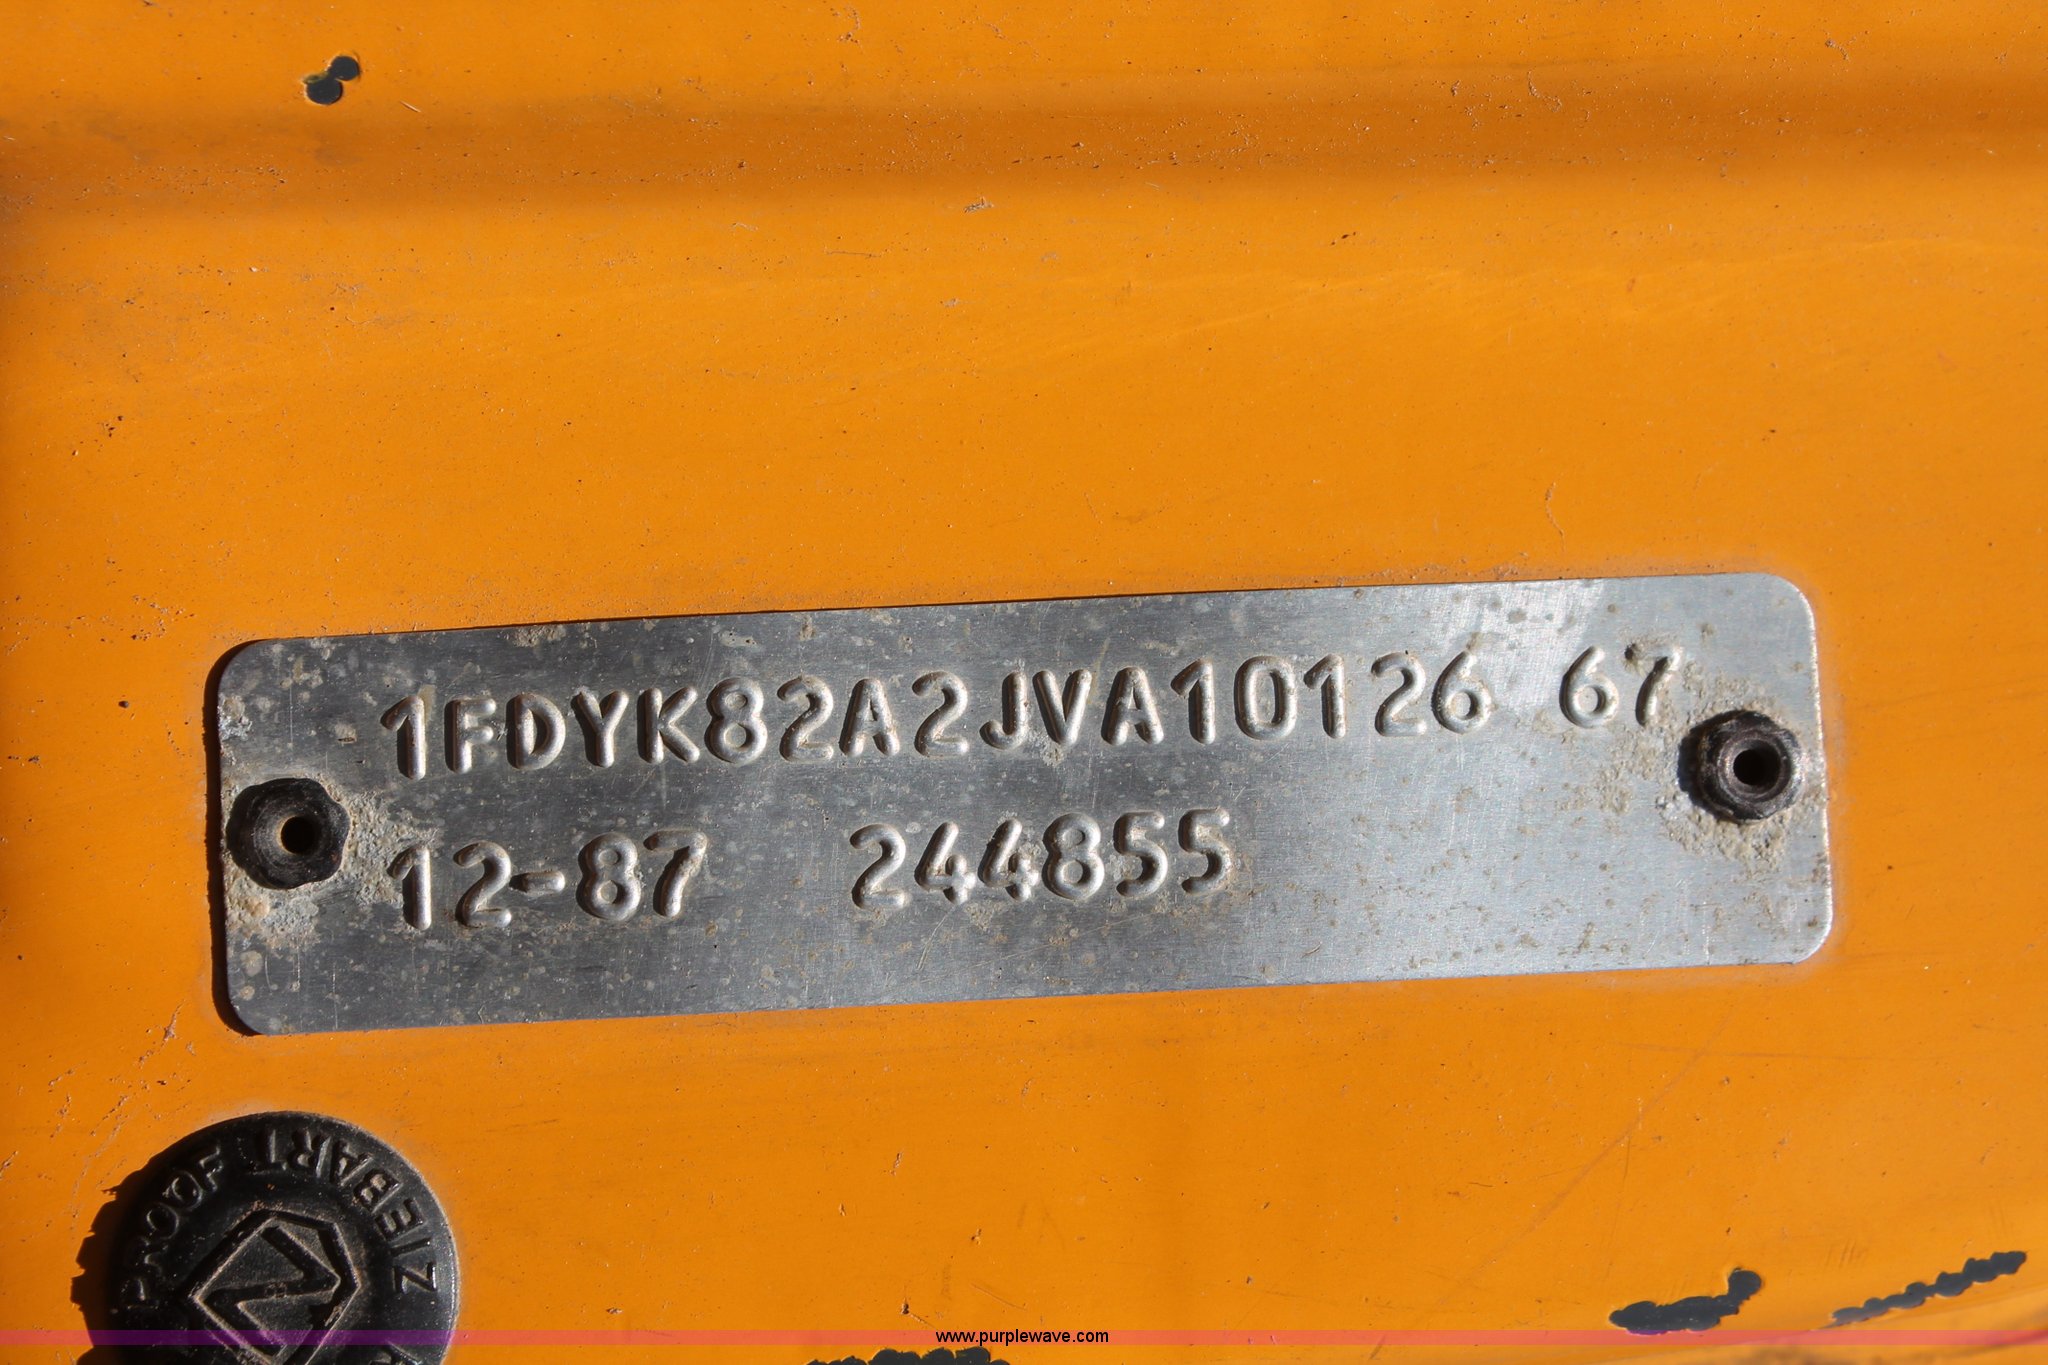 1FDYK82A2JVA10126 67
12-87 244855
PROOF
ZIEBART
www.purplewave.com